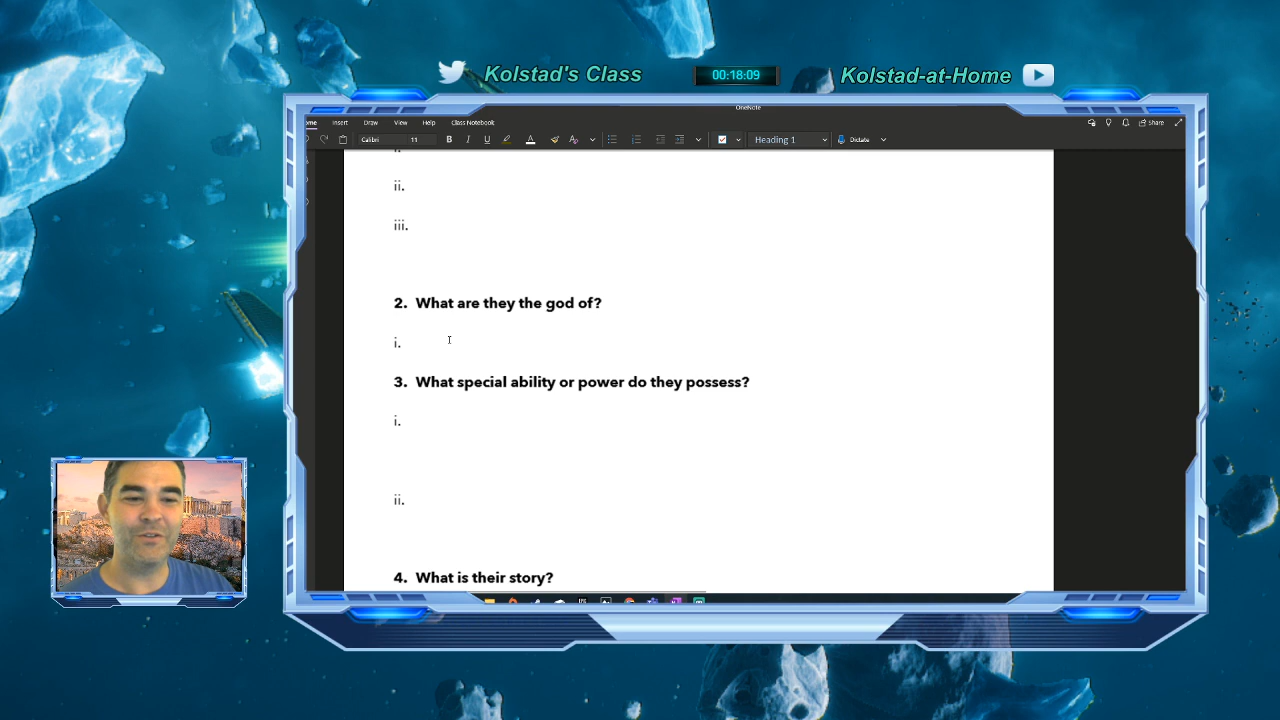 Kolstad's Class
00:18:09
Kolstad-at-Home
OneNote
ome Insert Draw View Help Class Notebook
Share
Calibri 11 B I U A Heading 1 Dictate
ii.
iii.
2. What are they the god of?
i.
3. What special ability or power do they possess?
i.
ii.
4. What is their story?